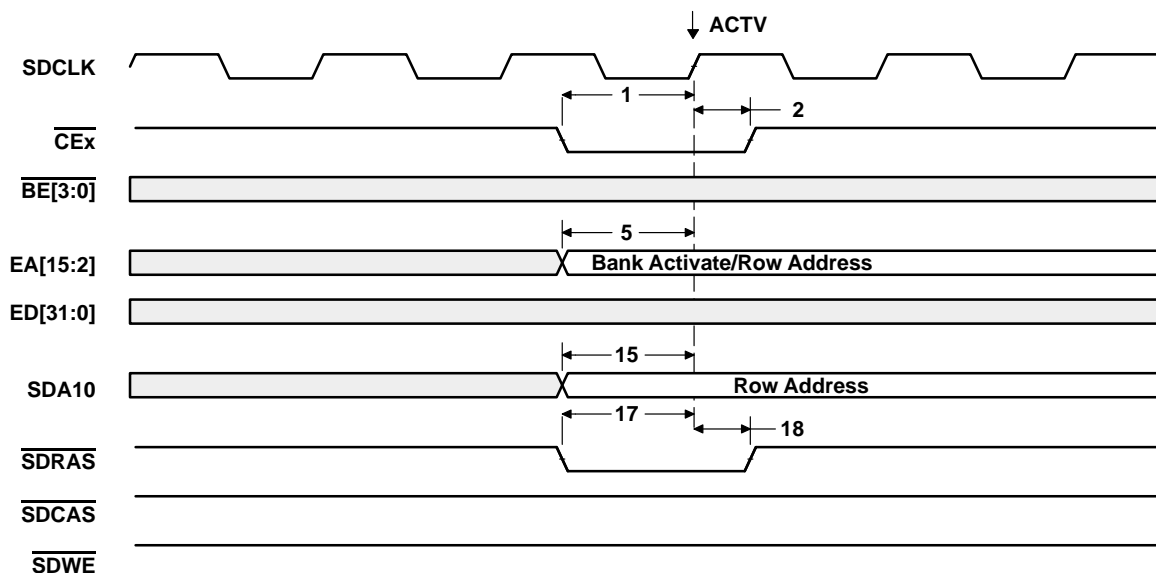 ACTV
SDCLK
1
2
CEx
BE[3:0]
5
EA[15:2]
Bank Activate/Row Address
ED[31:0]
15
SDA10
Row Address
17
18
SDRAS
SDCAS
SDWE